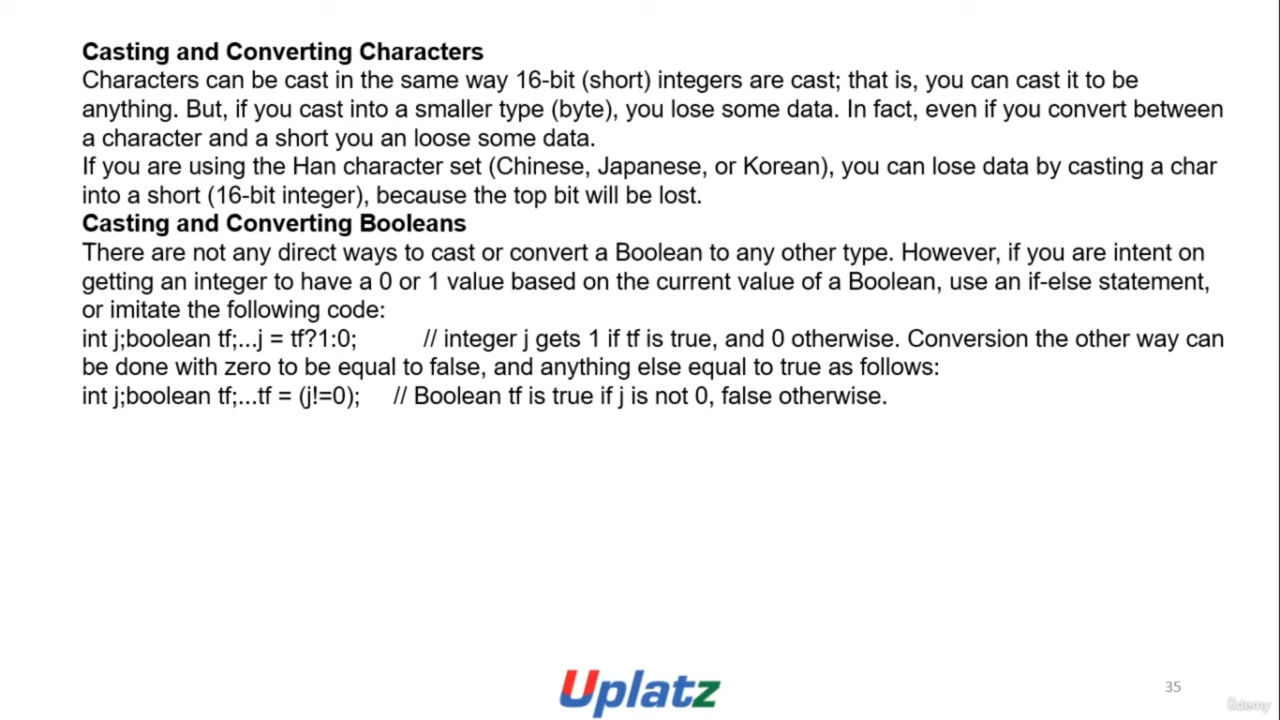 Casting and Converting Characters
Characters can be cast in the same way 16-bit (short) integers are cast; that is, you can cast it to be
anything. But, if you cast into a smaller type (byte), you lose some data. In fact, even if you convert between
a character and a short you an loose some data.
If you are using the Han character set (Chinese, Japanese, or Korean), you can lose data by casting a char
into a short (16-bit integer), because the top bit will be lost.
Casting and Converting Booleans
There are not any direct ways to cast or convert a Boolean to any other type. However, if you are intent on
getting an integer to have a 0 or 1 value based on the current value of a Boolean, use an if-else statement,
or imitate the following code:
int j;boolean tf;...j = tf?1:0; // integer j gets 1 if tf is true, and 0 otherwise. Conversion the other way can
be done with zero to be equal to false, and anything else equal to true as follows:
int j;boolean tf;...tf = (j!=0); // Boolean tf is true if j is not 0, false otherwise.
Uplatz
35
ûdemy